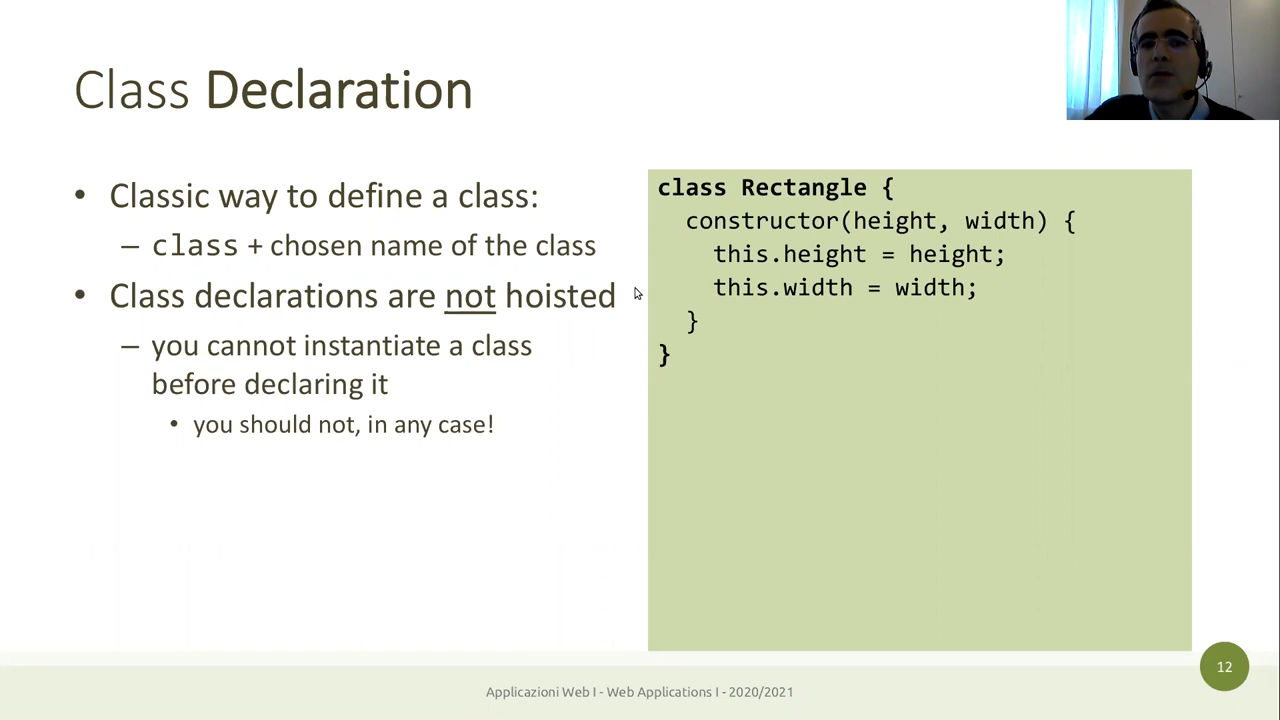 Class Declaration
• Classic way to define a class:
– class + chosen name of the class
• Class declarations are not hoisted
– you cannot instantiate a class
before declaring it
• you should not, in any case!
class Rectangle {
  constructor(height, width) {
    this.height = height;
    this.width = width;
  }
}
12
Applicazioni Web I - Web Applications I - 2020/2021